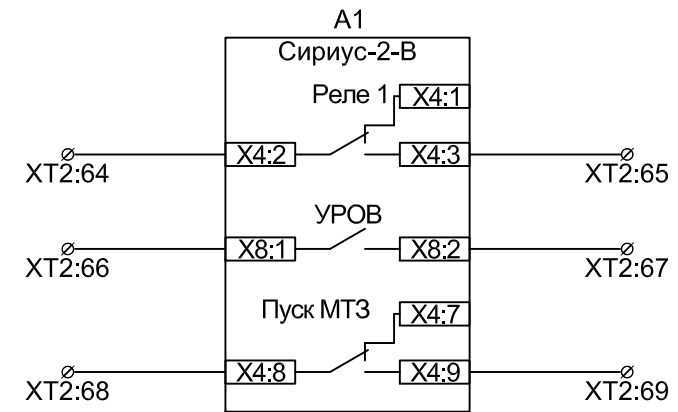 A1
Сириус-2-В
Реле 1 X4:1
X4:2 X4:3
XT2:64 XT2:65
УРОВ
X8:1 X8:2
XT2:66 XT2:67
Пуск МТЗ X4:7
X4:8 X4:9
XT2:68 XT2:69